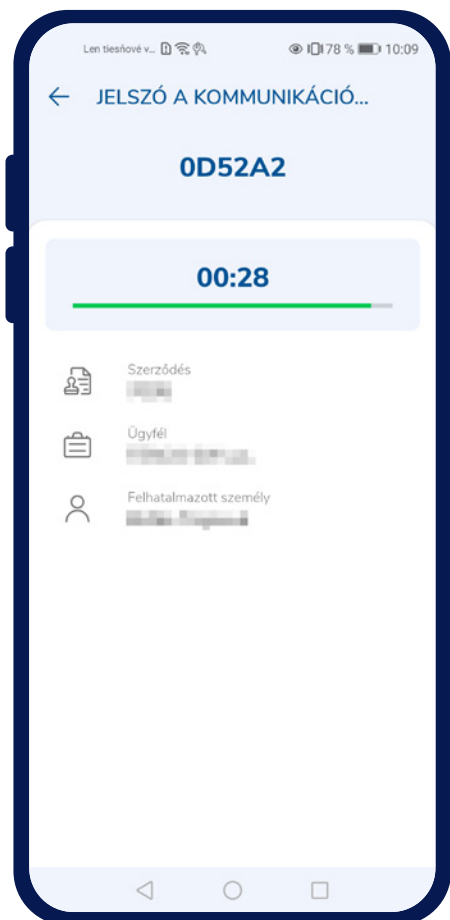 Len tiesňové v... 78 % 10:09
JELSZÓ A KOMMUNIKÁCIÓ...
0D52A2
00:28
Szerződés
Ügyfél
Felhatalmazott személy